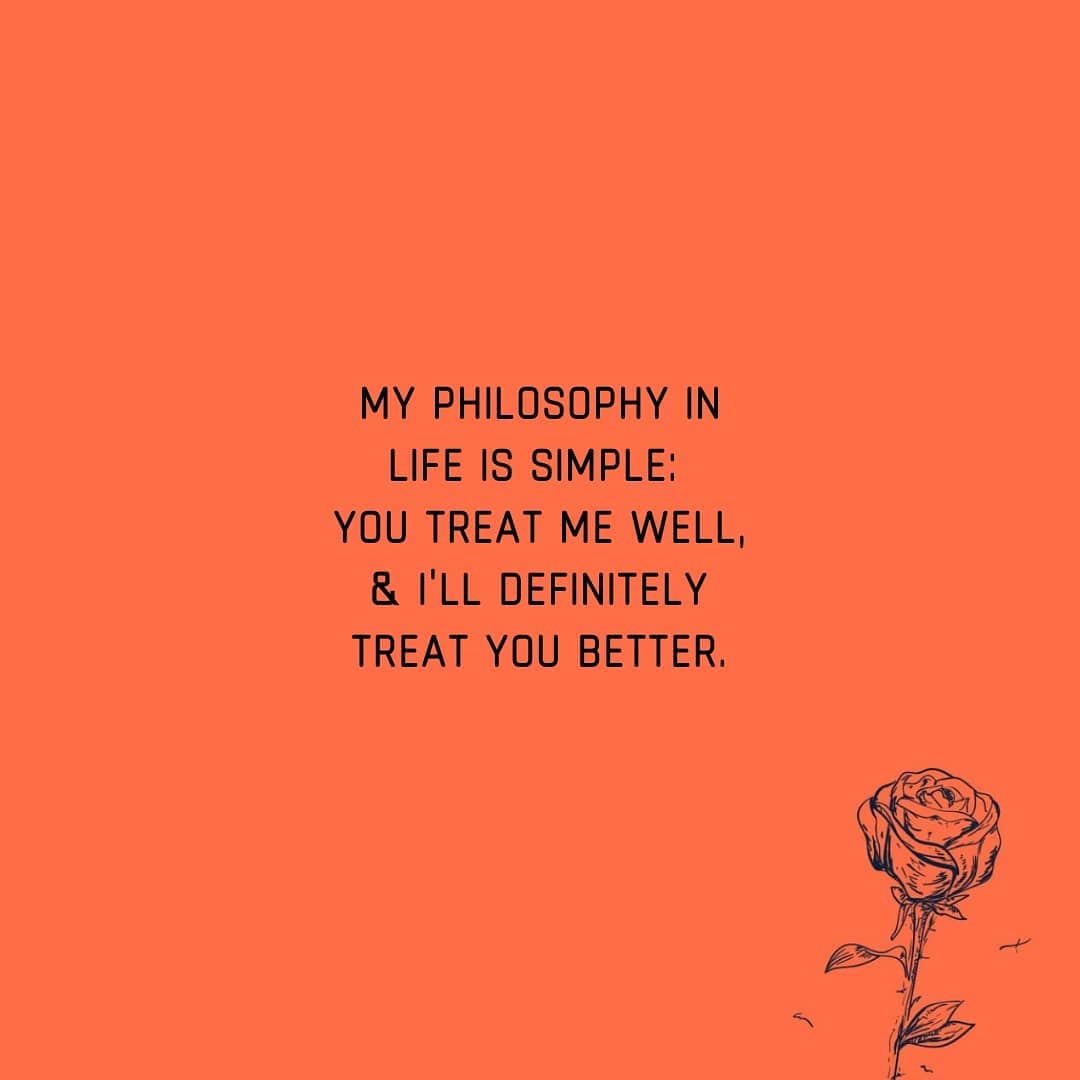 MY PHILOSOPHY IN
LIFE IS SIMPLE:
YOU TREAT ME WELL,
& I'LL DEFINITELY
TREAT YOU BETTER.